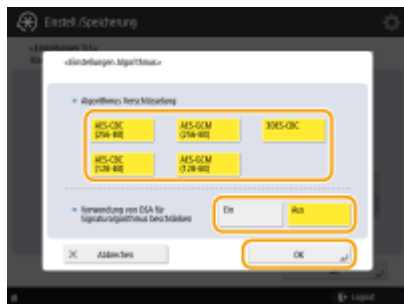 Einstell./Speicherung
<Einstellungen Algorithmus>
Algorithmus Verschlüsselung
AES-CBC
(256-Bit)
AES-GCM
(256-Bit)
3DES-CBC
AES-CBC
(128-Bit)
AES-GCM
(128-Bit)
Verwendung von DSA für
Signaturalgorithmus beschränken
Ein
Aus
Abbrechen
OK
Logout